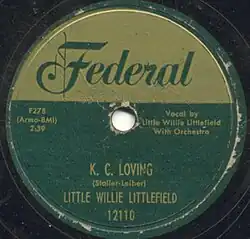 Federal
F278
(Armo-BMI)
2:39
Vocal by
Little Willie Littlefield
With Orchestra
K. C. LOVING
(Stoller-Leiber)
LITTLE WILLIE LITTLEFIELD
12110